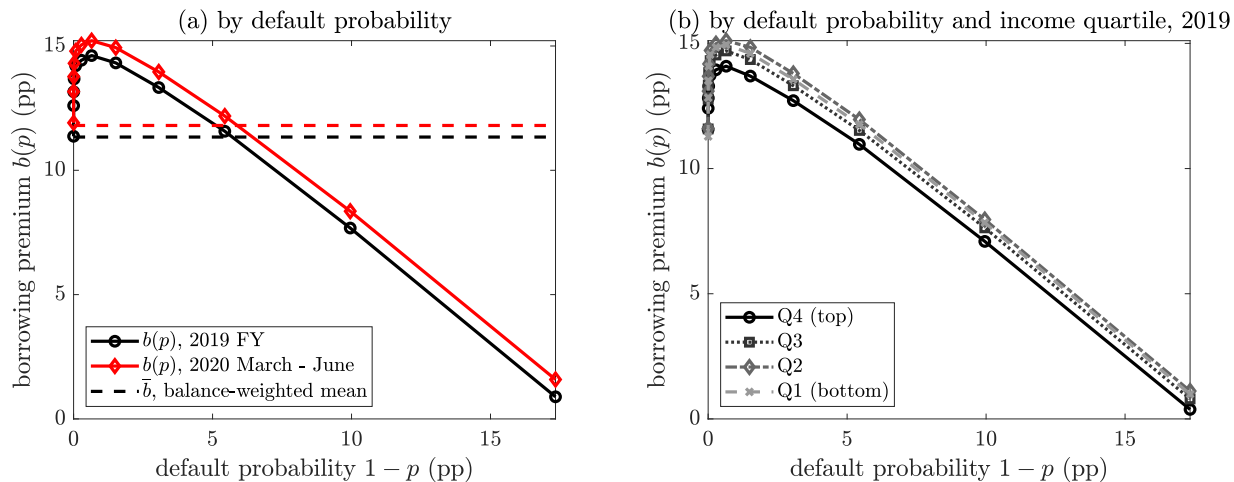 (a) by default probability
borrowing premium b(p) (pp)
15
10
5
0
b(p), 2019 FY
b(p), 2020 March - June
b̅, balance-weighted mean
0
5
10
15
default probability 1 − p (pp)
(b) by default probability and income quartile, 2019
borrowing premium b(p) (pp)
15
10
5
0
Q4 (top)
Q3
Q2
Q1 (bottom)
0
5
10
15
default probability 1 − p (pp)